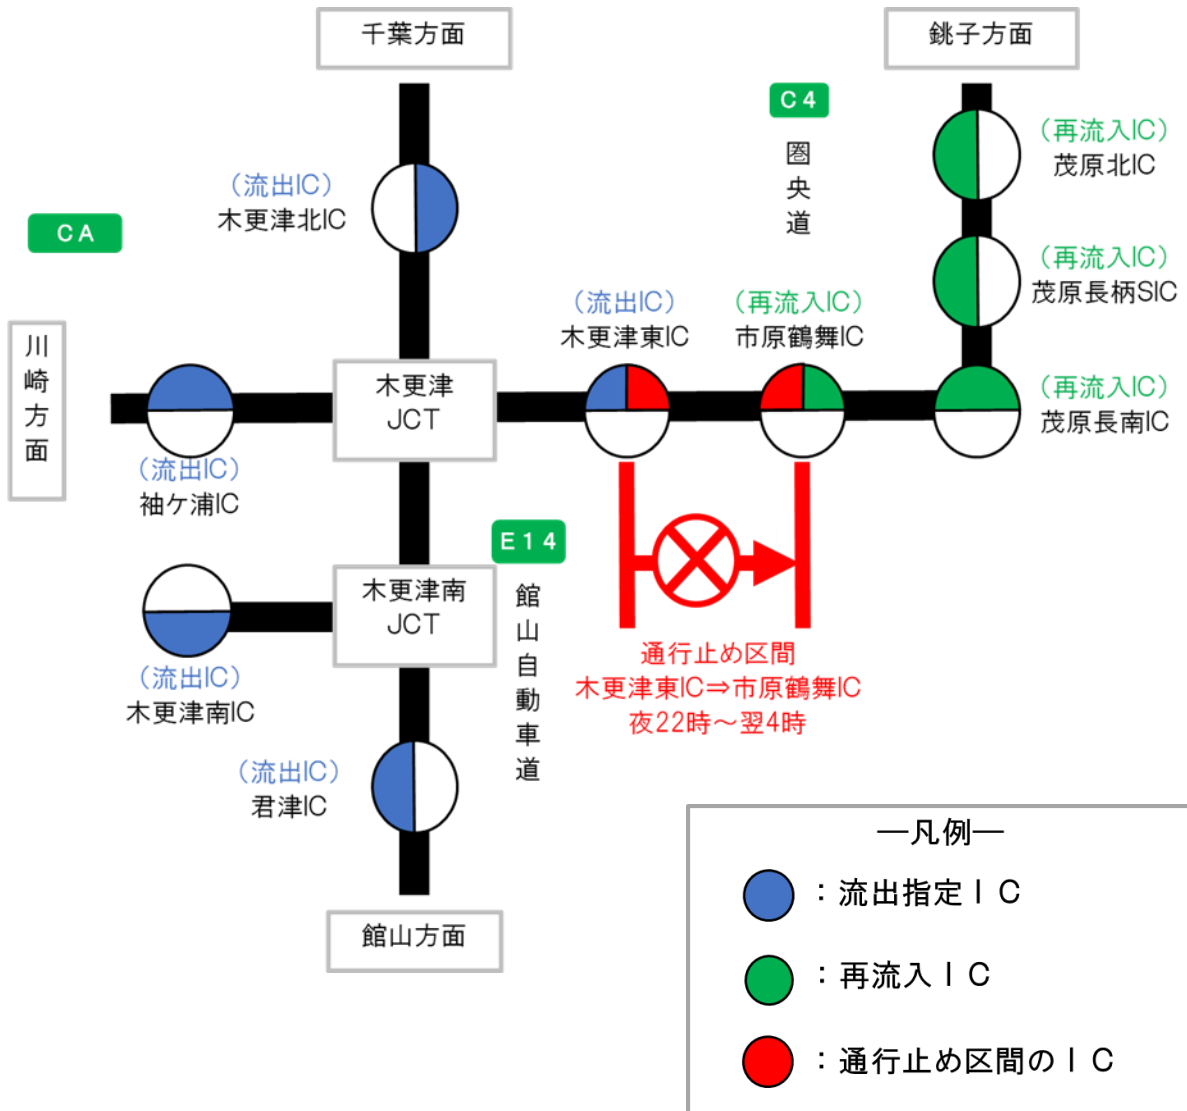 千葉方面
銚子方面
C4
圏央道
(再流入IC)
茂原北IC
(流出IC)
木更津北IC
CA
(再流入IC)
茂原長柄SIC
(流出IC)
木更津東IC
(再流入IC)
市原鶴舞IC
川崎方面
木更津
JCT
(再流入IC)
茂原長南IC
(流出IC)
袖ケ浦IC
E14
館山自動車道
木更津南
JCT
通行止め区間
木更津東IC⇒市原鶴舞IC
夜22時～翌4時
(流出IC)
木更津南IC
(流出IC)
君津IC
館山方面
―凡例―
：流出指定ＩＣ
：再流入ＩＣ
：通行止め区間のＩＣ